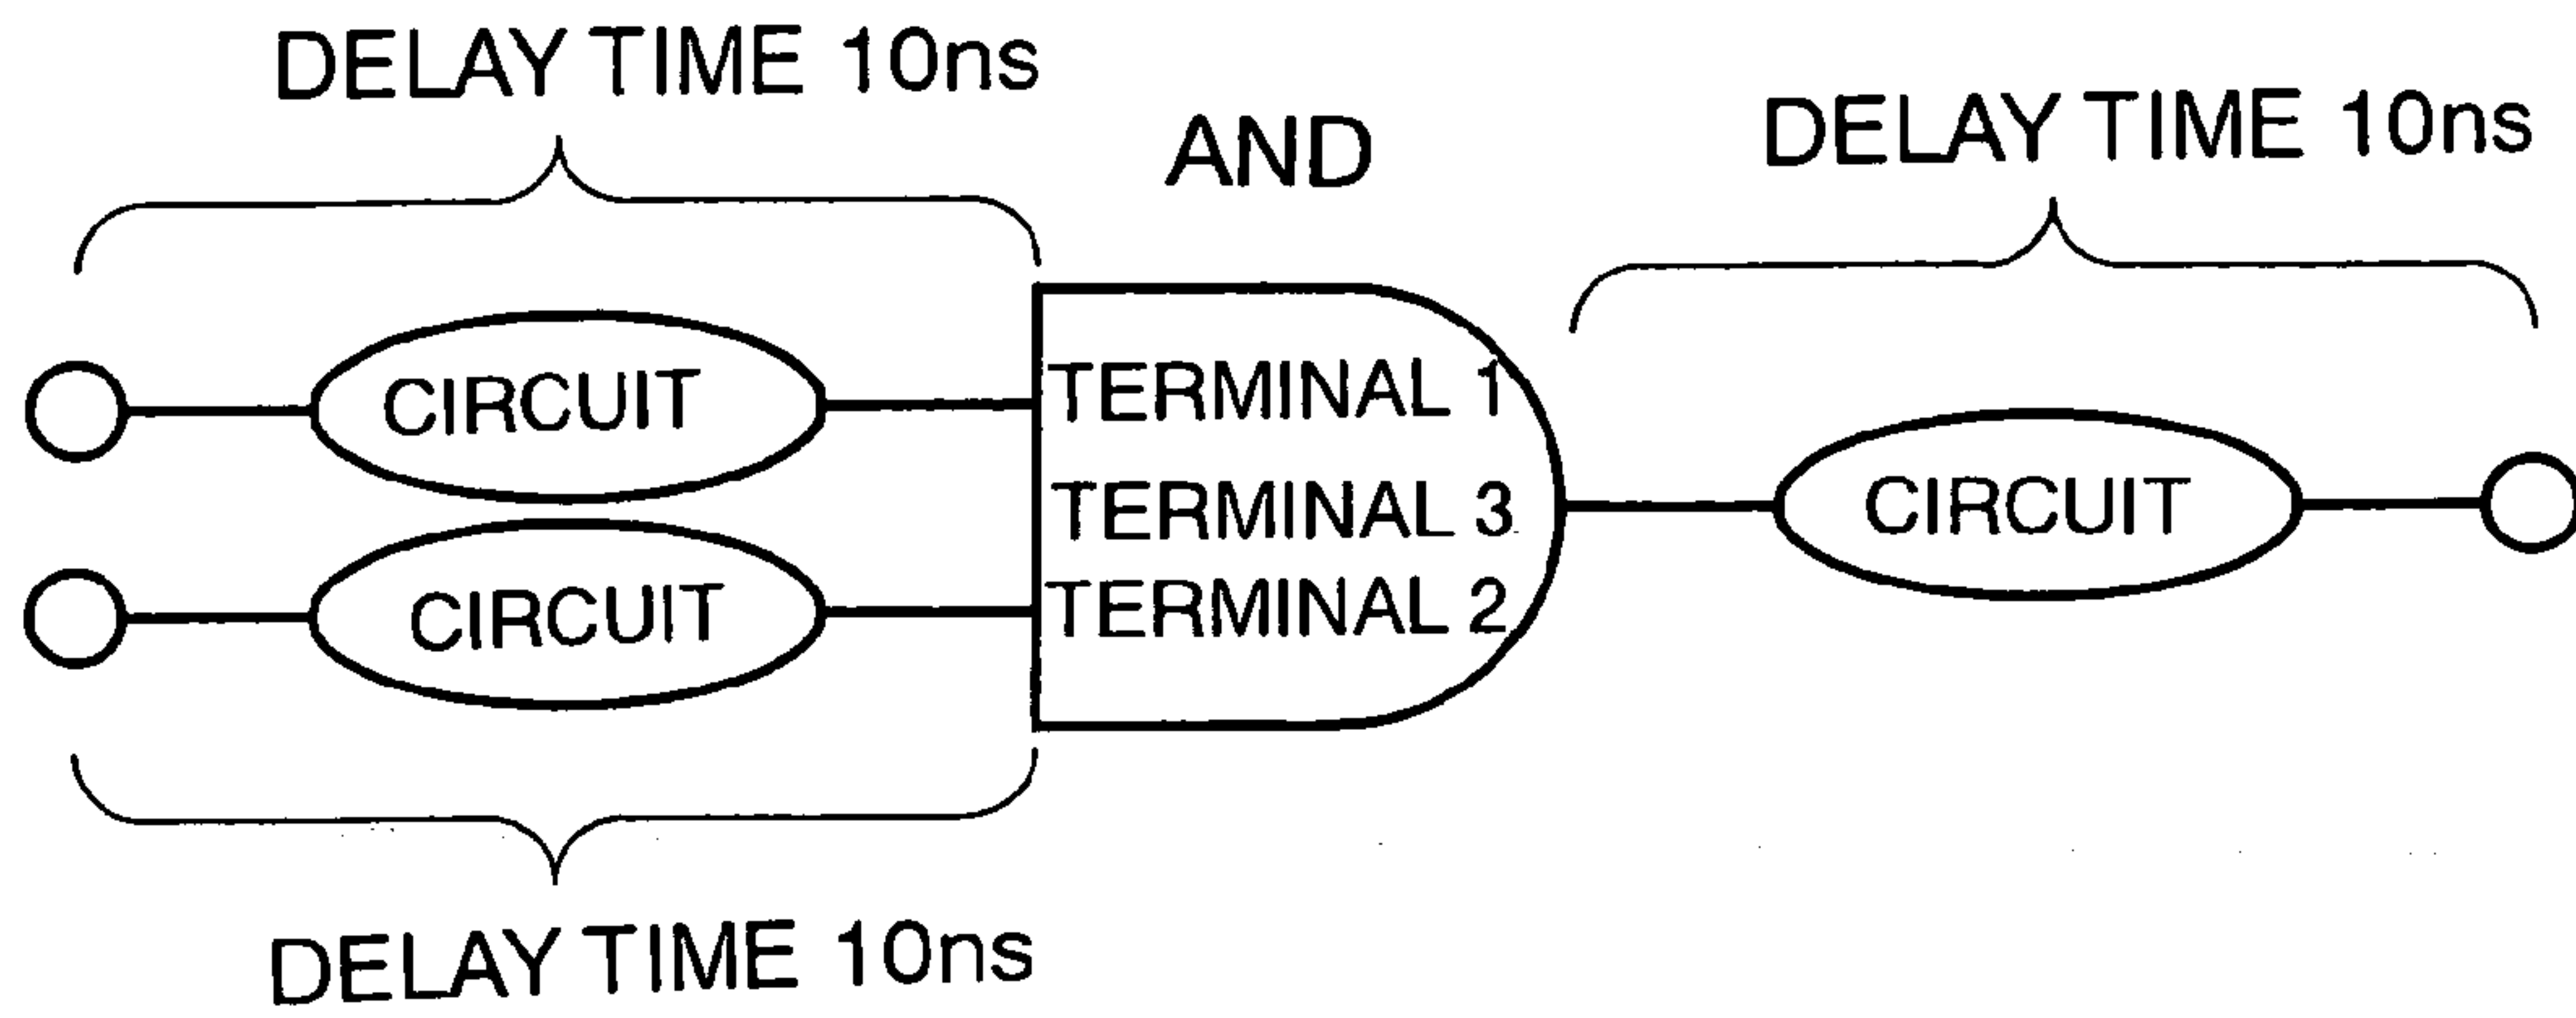 DELAY TIME 10ns
AND
DELAY TIME 10ns
CIRCUIT
TERMINAL 1
TERMINAL 3
CIRCUIT
CIRCUIT
TERMINAL 2
DELAY TIME 10ns